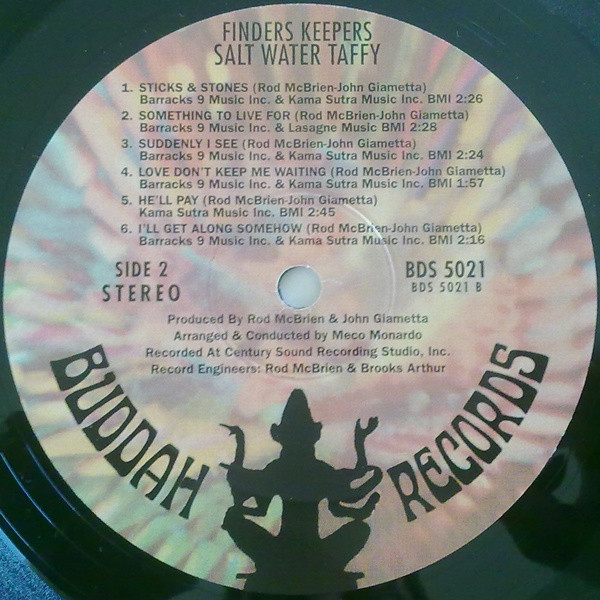 FINDERS KEEPERS
SALT WATER TAFFY
1. STICKS & STONES (Rod McBrien-John Giametta)
Barracks 9 Music Inc. & Kama Sutra Music Inc. BMI 2:26
2. SOMETHING TO LIVE FOR (Rod McBrien-John Giametta)
Barracks 9 Music Inc. & Lasagne Music BMI 2:28
3. SUDDENLY I SEE (Rod McBrien-John Giametta)
Barracks 9 Music Inc. & Kama Sutra Music Inc. BMI 2:24
4. LOVE DON'T KEEP ME WAITING (Rod McBrien-John Giametta)
Barracks 9 Music Inc. & Kama Sutra Music Inc. BMI 1:57
5. HE'LL PAY (Rod McBrien-John Giametta)
Kama Sutra Music Inc. BMI 2:45
6. I'LL GET ALONG SOMEHOW (Rod McBrien-John Giametta)
Barracks 9 Music Inc. & Kama Sutra Music Inc. BMI 2:16
SIDE 2 BDS 5021
STEREO BDS 5021 B
Produced By Rod McBrien & John Giametta
Arranged & Conducted by Meco Monardo
Recorded At Century Sound Recording Studio, Inc.
Record Engineers: Rod McBrien & Brooks Arthur
BUDDAH RECORDS